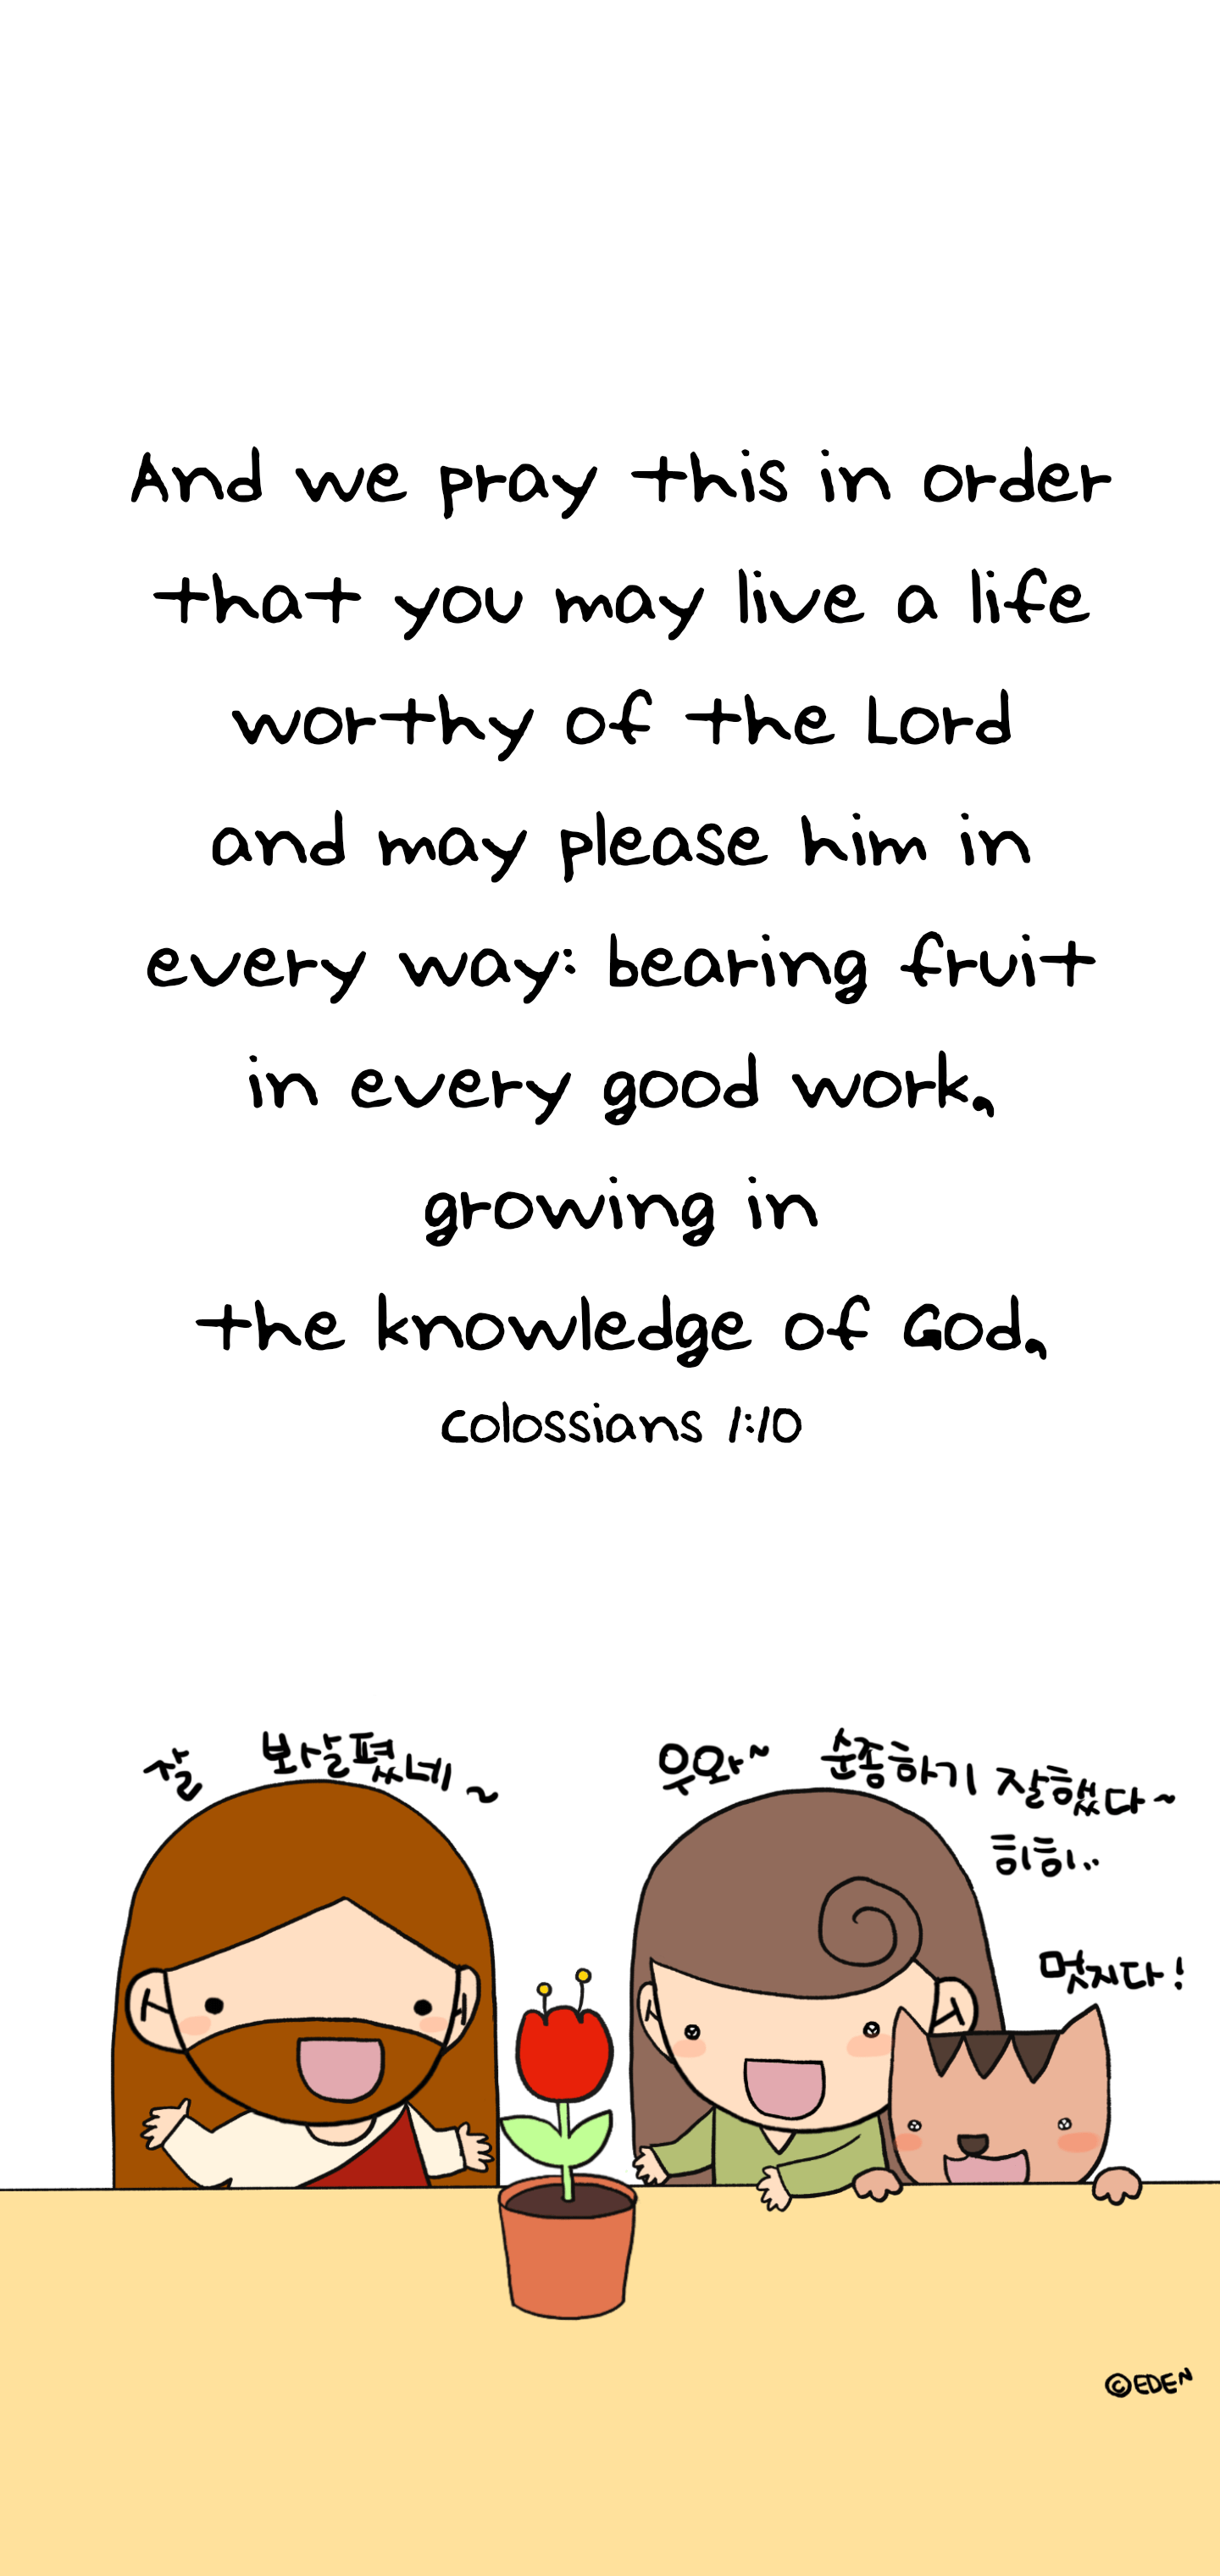 And we pray this in order
that you may live a life
worthy of the Lord
and may please him in
every way: bearing fruit
in every good work,
growing in
the knowledge of God,
Colossians 1:10
잘 보살폈네~
우와~ 순종하기 잘했다~
히히..
멋지다!
©EDEN